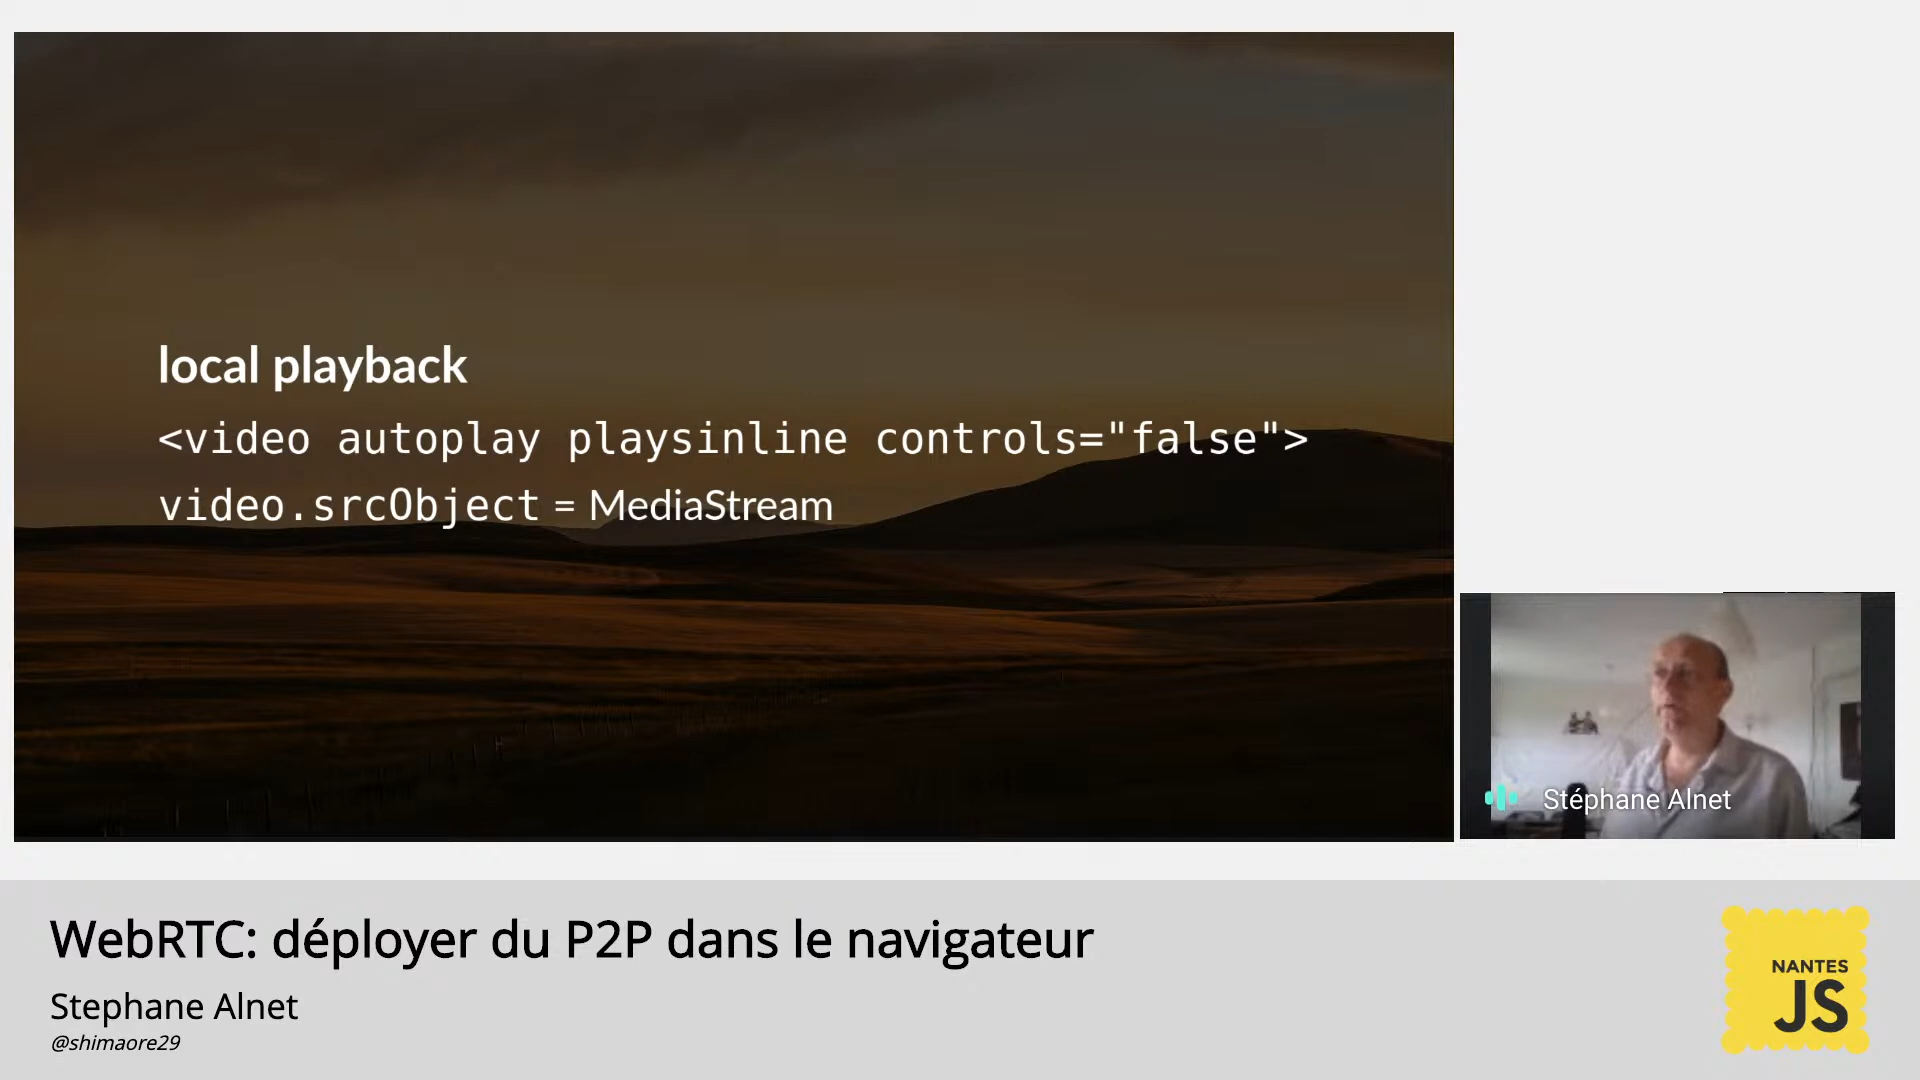 local playback
<video autoplay playsinline controls="false">
video.srcObject = MediaStream
Stéphane Alnet
WebRTC: déployer du P2P dans le navigateur
Stephane Alnet
@shimaore29
NANTES
JS